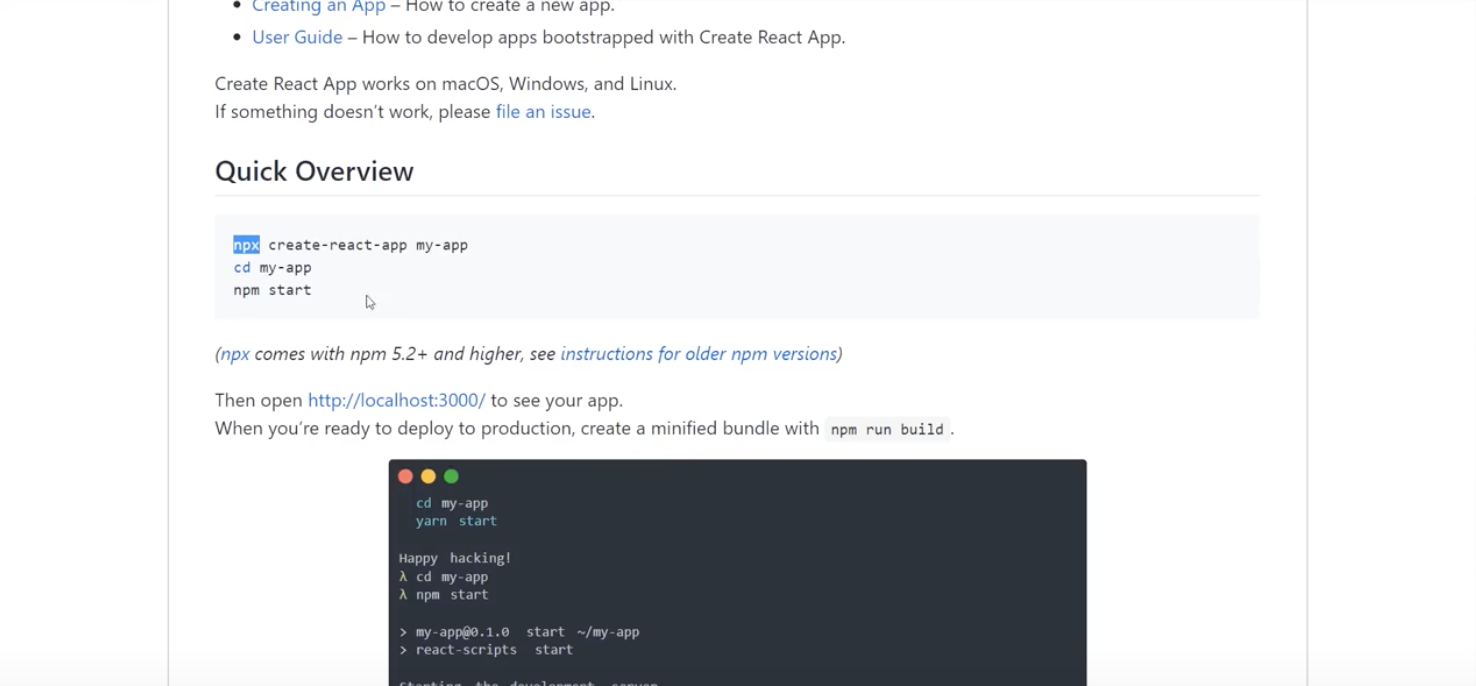 Creating an App – How to create a new app.
User Guide – How to develop apps bootstrapped with Create React App.
Create React App works on macOS, Windows, and Linux.
If something doesn’t work, please file an issue.
Quick Overview
npx create-react-app my-app
cd my-app
npm start
(npx comes with npm 5.2+ and higher, see instructions for older npm versions)
Then open http://localhost:3000/ to see your app.
When you’re ready to deploy to production, create a minified bundle with npm run build.
cd my-app
yarn start
Happy hacking!
λ cd my-app
λ npm start
> my-app@0.1.0 start ~/my-app
> react-scripts start
Starting the development server